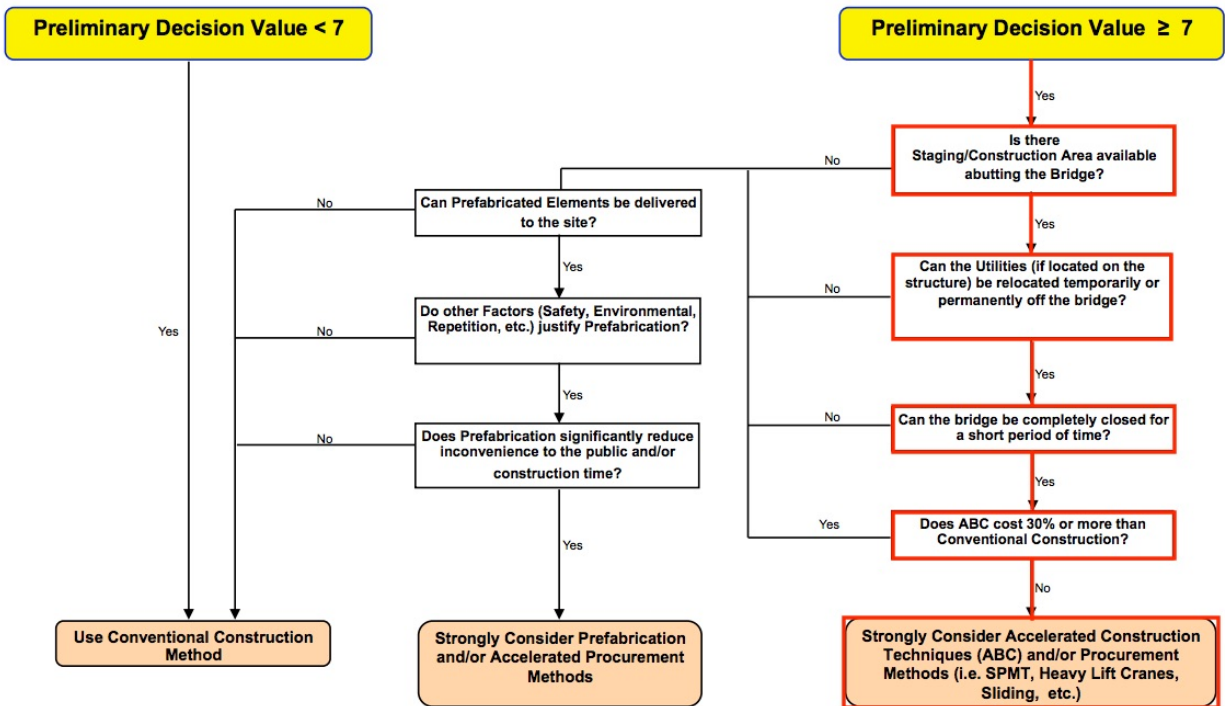 Preliminary Decision Value < 7
Preliminary Decision Value ≥ 7
Yes
Is there
Staging/Construction Area available
abutting the Bridge?
No
Can Prefabricated Elements be delivered
to the site?
No
Yes
Yes
Can the Utilities (if located on the
structure) be relocated temporarily or
permanently off the bridge?
No
Do other Factors (Safety, Environmental,
Repetition, etc.) justify Prefabrication?
No
Yes
Yes
Yes
Can the bridge be completely closed for
a short period of time?
No
Does Prefabrication significantly reduce
inconvenience to the public and/or
construction time?
No
Yes
Does ABC cost 30% or more than
Conventional Construction?
Yes
Yes
No
Use Conventional Construction
Method
Strongly Consider Prefabrication
and/or Accelerated Procurement
Methods
Strongly Consider Accelerated Construction
Techniques (ABC) and/or Procurement
Methods (i.e. SPMT, Heavy Lift Cranes,
Sliding, etc.)